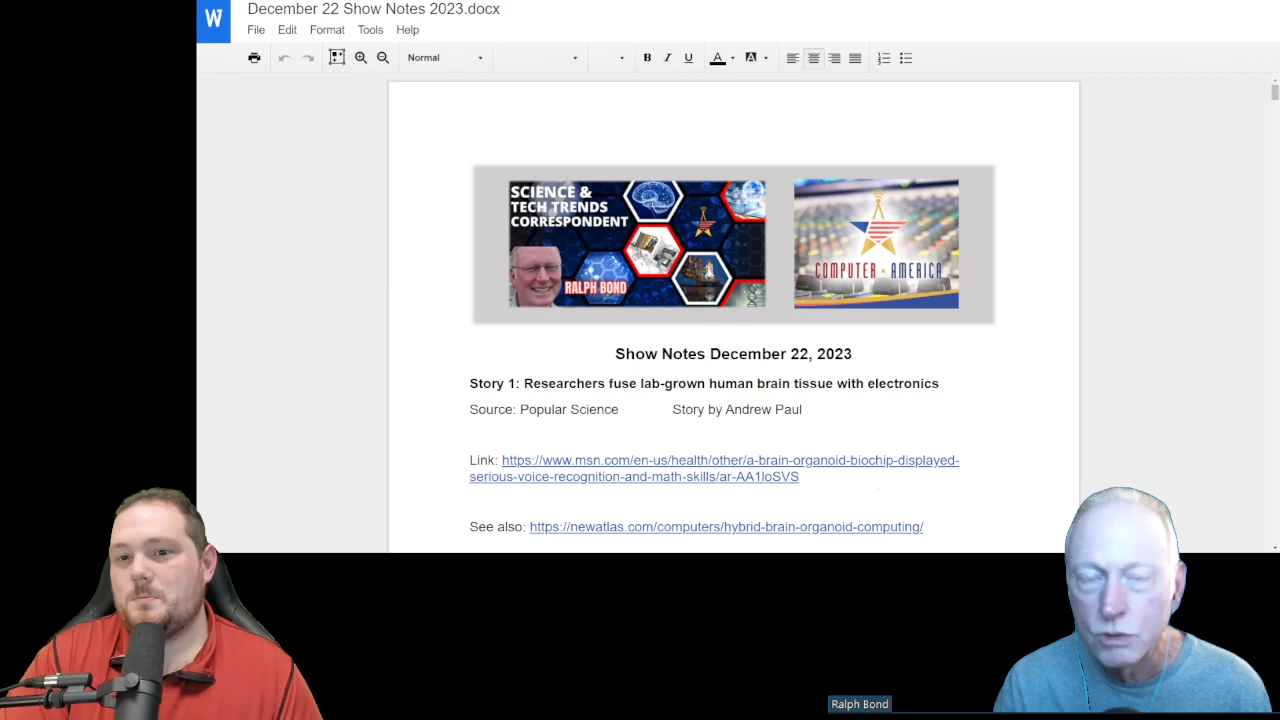 December 22 Show Notes 2023.docx
W
File Edit Format Tools Help
Normal
B I U A A
SCIENCE &
TECH TRENDS
CORRESPONDENT
RALPH BOND
COMPUTER AMERICA
Show Notes December 22, 2023
Story 1: Researchers fuse lab-grown human brain tissue with electronics
Source: Popular Science Story by Andrew Paul
Link: https://www.msn.com/en-us/health/other/a-brain-organoid-biochip-displayed-
serious-voice-recognition-and-math-skills/ar-AA1loSVS
See also: https://newatlas.com/computers/hybrid-brain-organoid-computing/
Ralph Bond